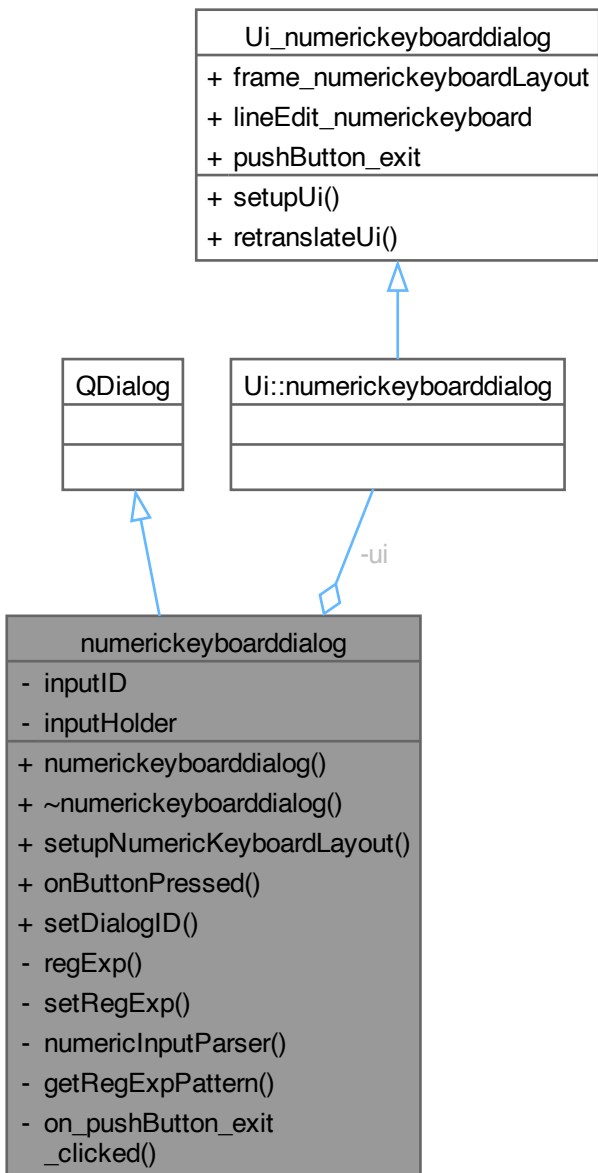 Ui_numerickeyboarddialog
+ frame_numerickeyboardLayout
+ lineEdit_numerickeyboard
+ pushButton_exit
+ setupUi()
+ retranslateUi()
QDialog
Ui::numerickeyboarddialog
-ui
numerickeyboarddialog
- inputID
- inputHolder
+ numerickeyboarddialog()
+ ~numerickeyboarddialog()
+ setupNumericKeyboardLayout()
+ onButtonPressed()
+ setDialogID()
- regExp()
- setRegExp()
- numericInputParser()
- getRegExpPattern()
- on_pushButton_exit
_clicked()